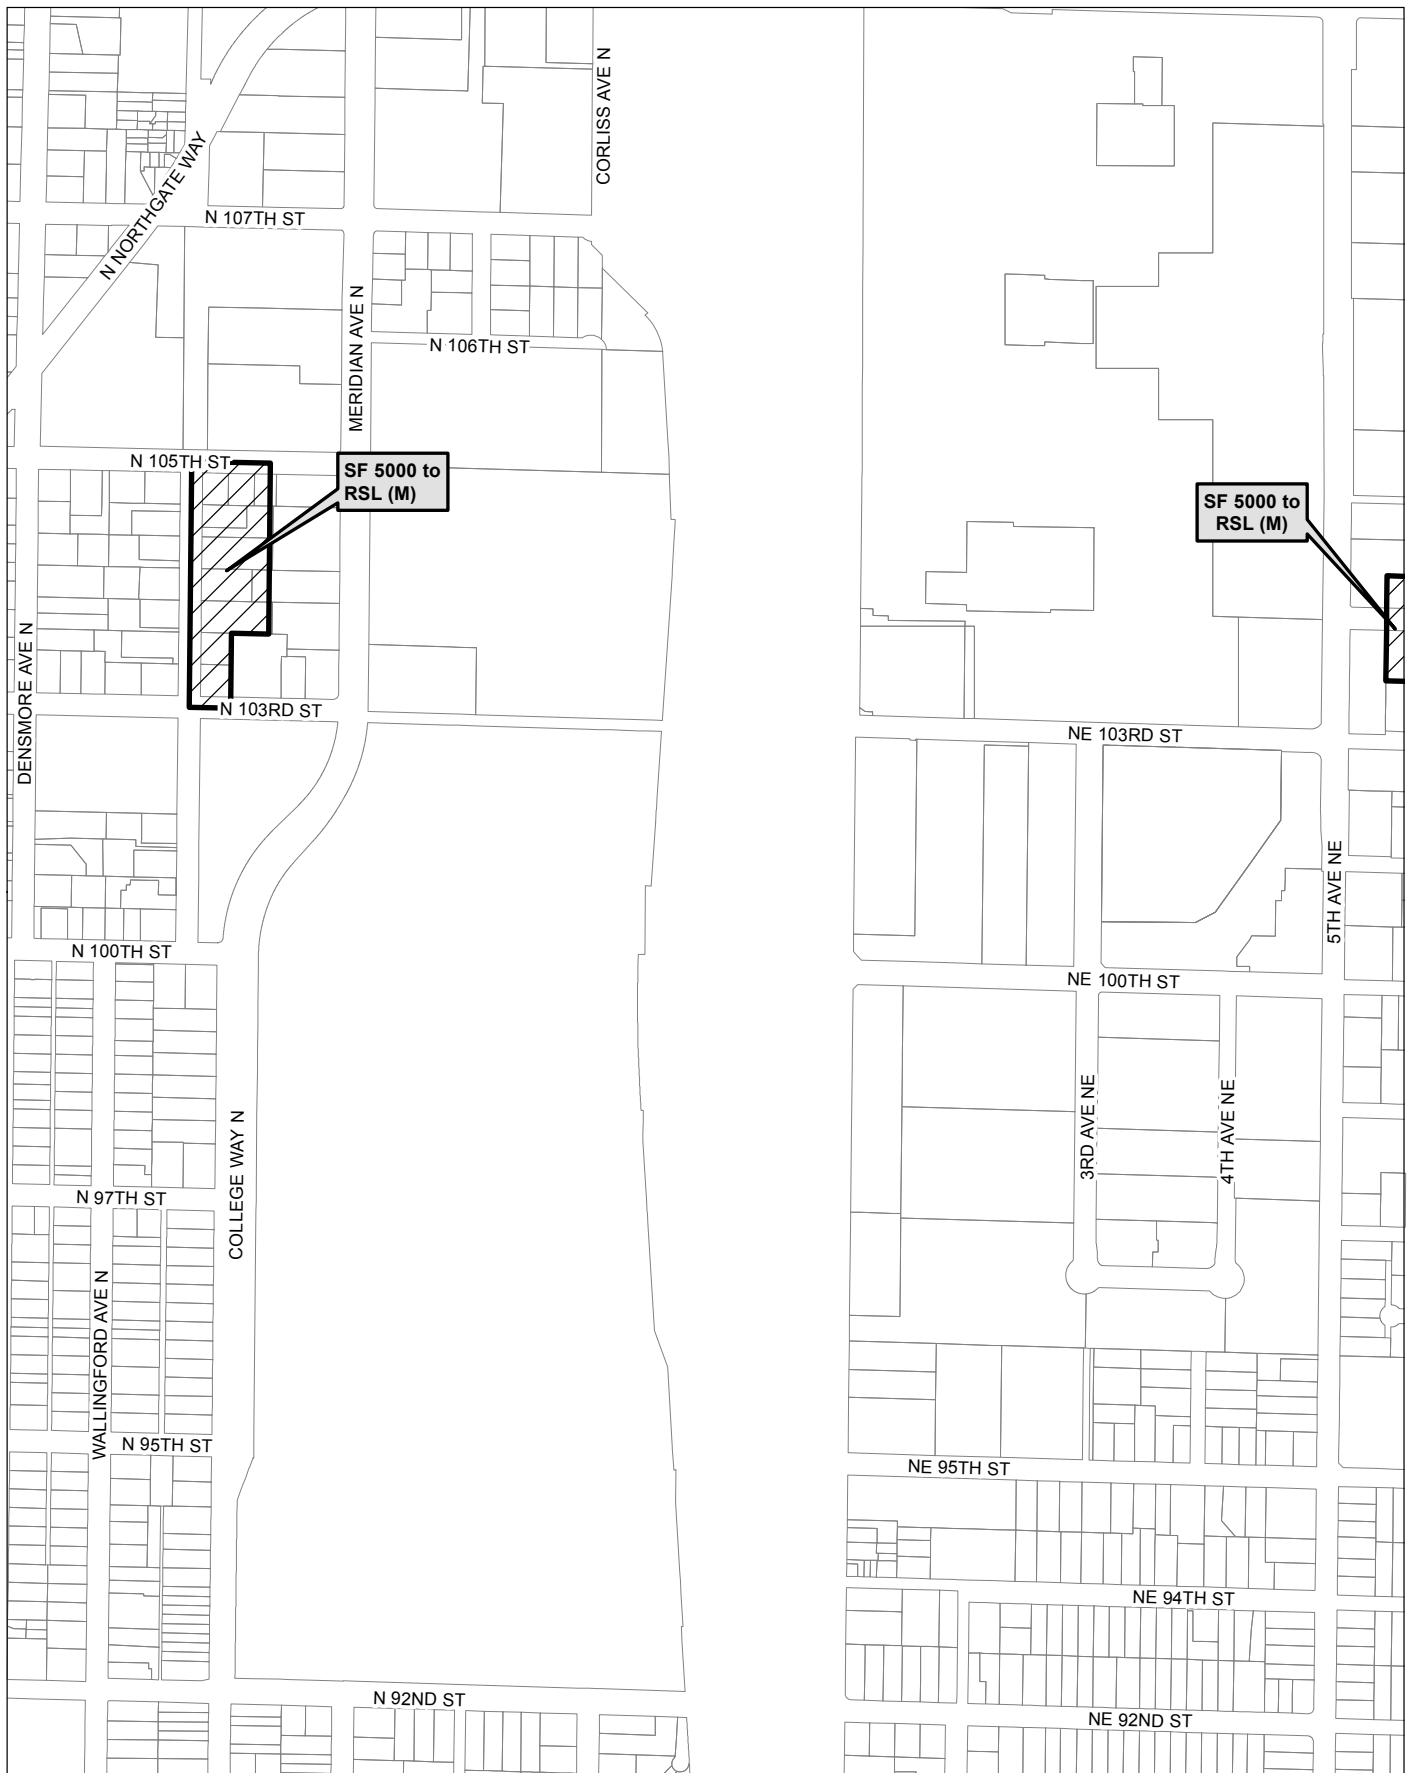 CORLISS AVE N
N NORTHGATE WAY
N 107TH ST
MERIDIAN AVE N
N 106TH ST
N 105TH ST
SF 5000 to
RSL (M)
SF 5000 to
RSL (M)
DENSMORE AVE N
N 103RD ST
NE 103RD ST
5TH AVE NE
N 100TH ST
NE 100TH ST
3RD AVE NE
4TH AVE NE
COLLEGE WAY N
N 97TH ST
WALLINGFORD AVE N
N 95TH ST
NE 95TH ST
NE 94TH ST
N 92ND ST
NE 92ND ST